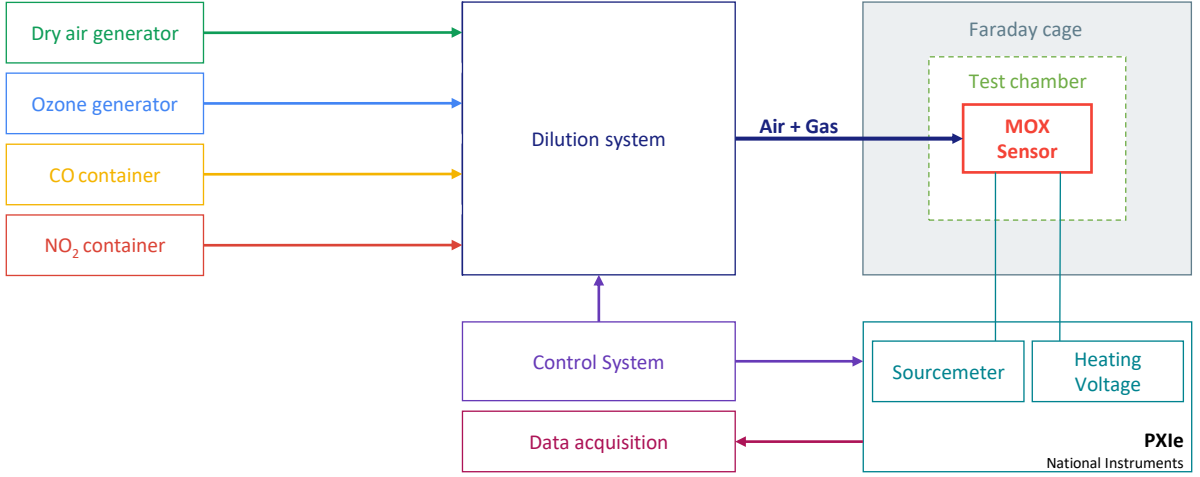 Dry air generator
Ozone generator
CO container
NO₂ container
Dilution system
Air + Gas
Faraday cage
Test chamber
MOX
Sensor
Control System
Data acquisition
Sourcemeter
Heating
Voltage
PXIe
National Instruments